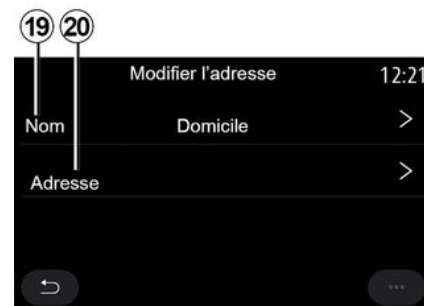 19 20
Modifier l'adresse 12:21
Nom Domicile >
Adresse >
...